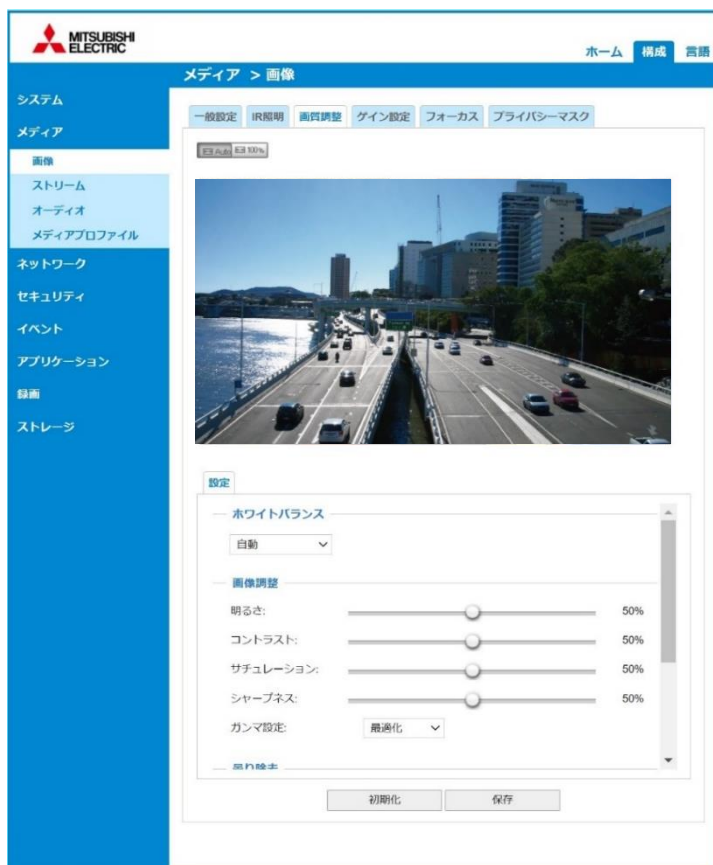 MITSUBISHI
ELECTRIC
ホーム 構成 言語
メディア > 画像
システム
メディア
画像
ストリーム
オーディオ
メディアプロファイル
ネットワーク
セキュリティ
イベント
アプリケーション
録画
ストレージ
一般設定 IR照明 画質調整 ゲイン設定 フォーカス プライバシーマスク
Auto 100%
設定
ホワイトバランス
自動
画像調整
明るさ: 50%
コントラスト: 50%
サチュレーション: 50%
シャープネス: 50%
ガンマ設定: 最適化
曇り除去
初期化 保存